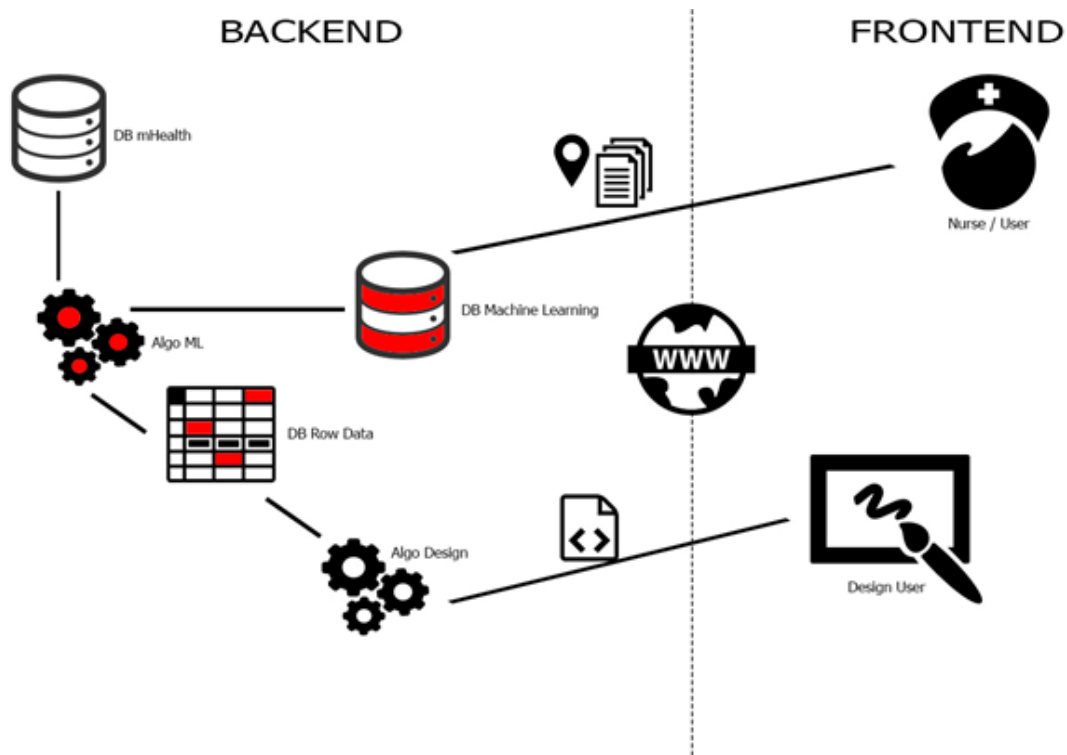 BACKEND
FRONTEND
DB mHealth
Nurse / User
DB Machine Learning
Algo ML
WWW
DB Row Data
Algo Design
Design User